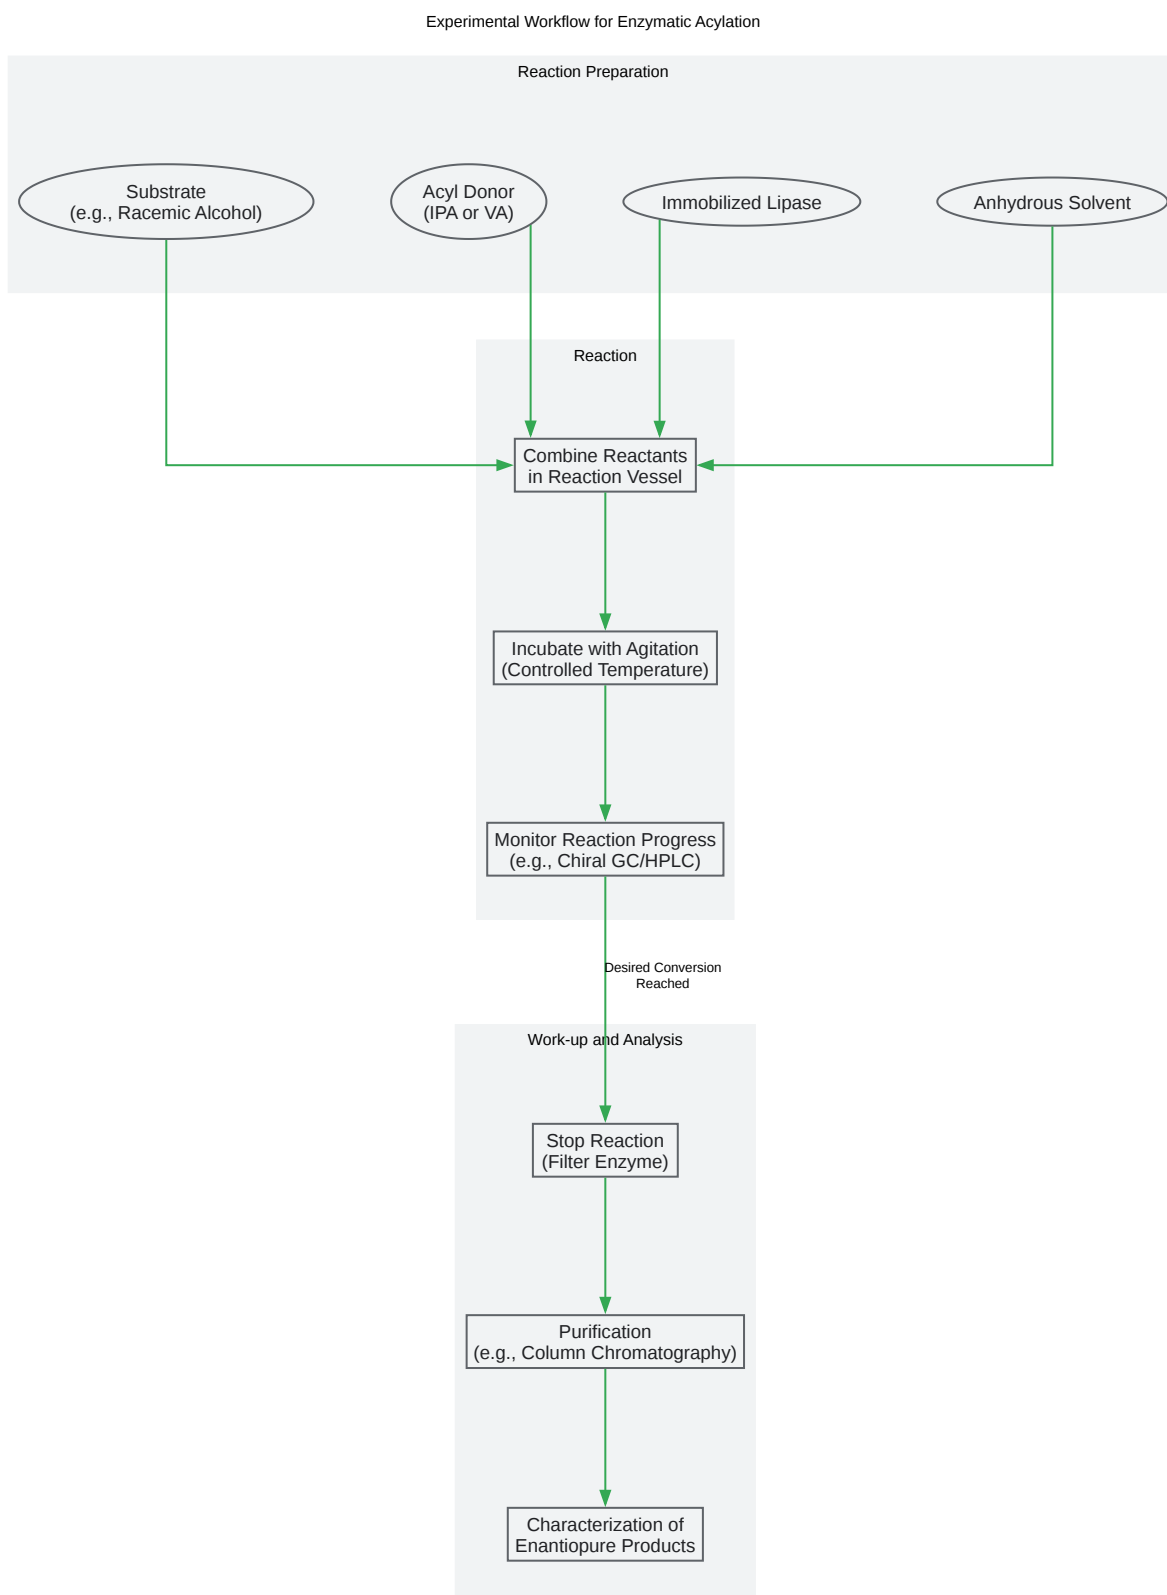 Experimental Workflow for Enzymatic Acylation
Reaction Preparation
Substrate
(e.g., Racemic Alcohol)
Acyl Donor
(IPA or VA)
Immobilized Lipase
Anhydrous Solvent
Reaction
Combine Reactants
in Reaction Vessel
Incubate with Agitation
(Controlled Temperature)
Monitor Reaction Progress
(e.g., Chiral GC/HPLC)
Desired Conversion
Reached
Work-up and Analysis
Stop Reaction
(Filter Enzyme)
Purification
(e.g., Column Chromatography)
Characterization of
Enantiopure Products